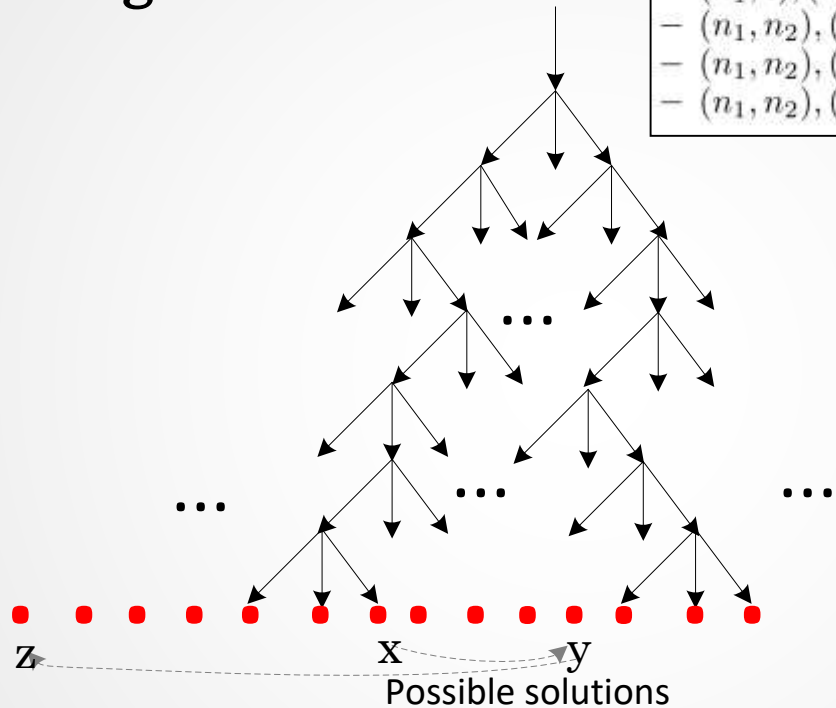 − (n₁, n₂), (
− (n₁, n₂), (
− (n₁, n₂), (
...
... ... ...
z x y
Possible solutions